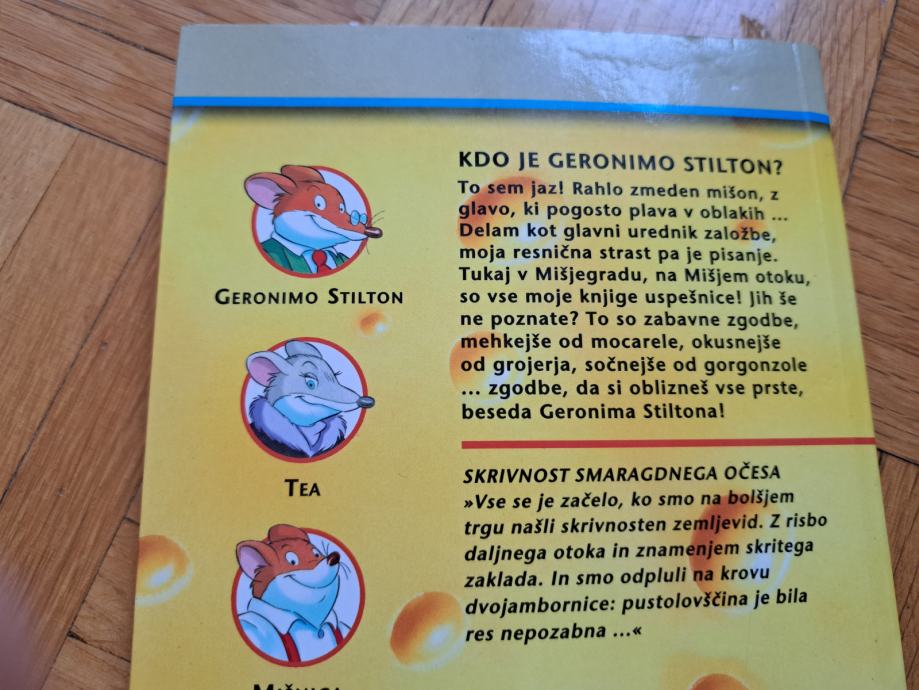 KDO JE GERONIMO STILTON?
To sem jaz! Rahlo zmeden mišon, z
glavo, ki pogosto plava v oblakih ...
Delam kot glavni urednik založbe,
moja resnična strast pa je pisanje.
Tukaj v Mišjegradu, na Mišjem otoku,
so vse moje knjige uspešnice! Jih še
ne poznate? To so zabavne zgodbe,
mehkejše od mocarele, okusnejše
od grojerja, sočnejše od gorgonzole
... zgodbe, da si oblizneš vse prste,
beseda Geronima Stiltona!
SKRIVNOST SMARAGDNEGA OČESA
»Vse se je začelo, ko smo na bolšjem
trgu našli skrivnosten zemljevid. Z risbo
daljnega otoka in znamenjem skritega
zaklada. In smo odpluli na krovu
dvojambornice: pustolovščina je bila
res nepozabna ...«
GERONIMO STILTON
TEA